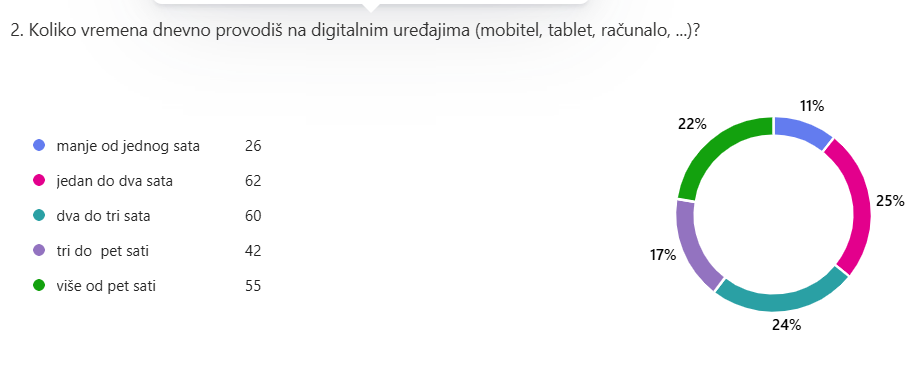 2. Koliko vremena dnevno provodiš na digitalnim uređajima (mobitel, tablet, računalo, ...)?
manje od jednog sata 26
jedan do dva sata 62
dva do tri sata 60
tri do  pet sati 42
više od pet sati 55
11%
22%
25%
17%
24%